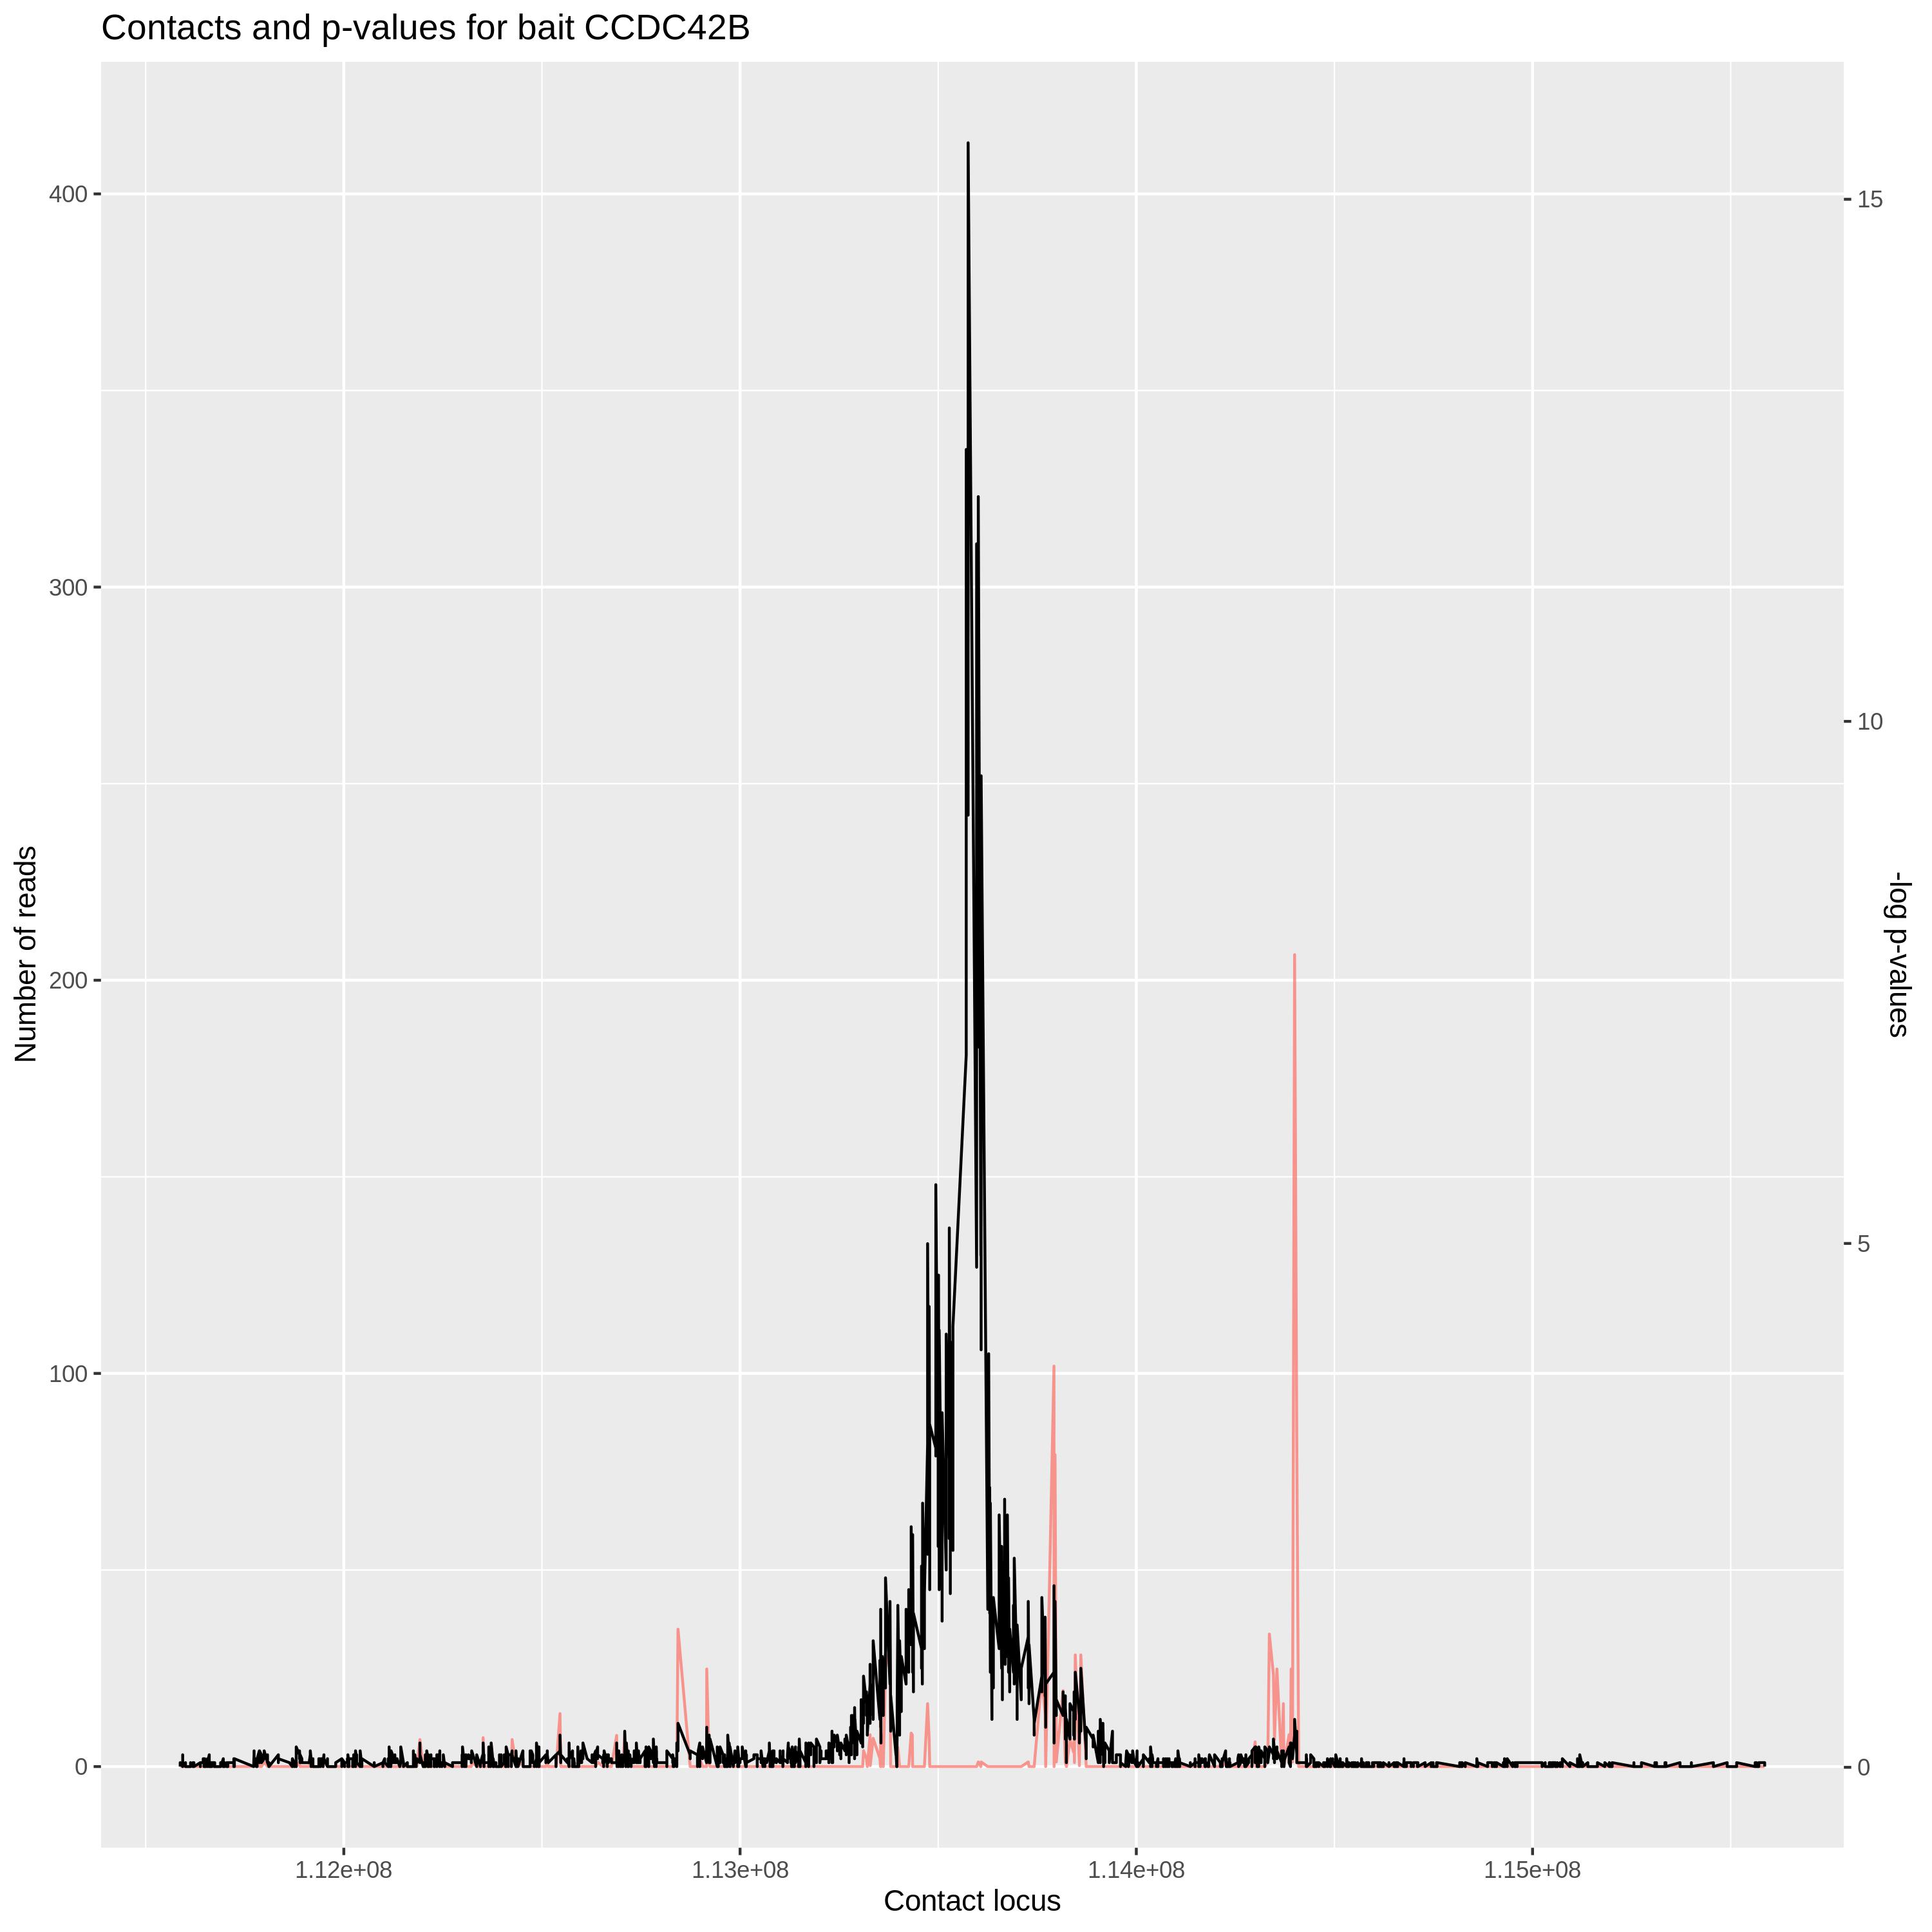 Contacts and p-values for bait CCDC42B
400
300
200
100
0
Number of reads
15
10
5
0
-log p-values
1.12e+08
1.13e+08
1.14e+08
1.15e+08
Contact locus